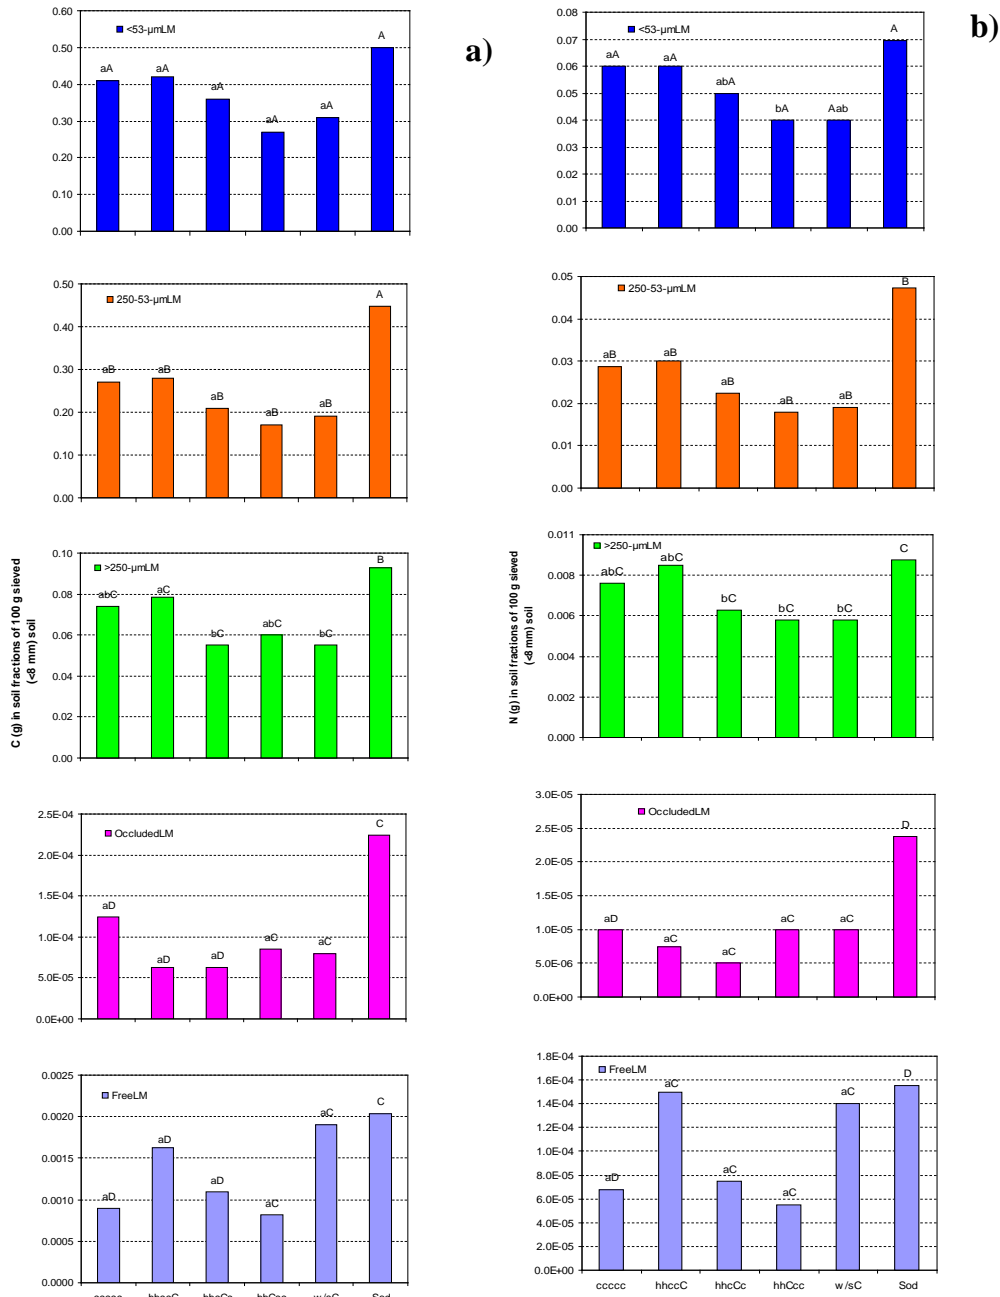 a)
b)
C (g) in soil fractions of 100 g sieved
(<8 mm) soil
<53-µmLM
0.60
0.50
0.40
0.30
0.20
0.10
0.00
aA aA aA aA aA A
250-53-µmLM
0.50
0.40
0.30
0.20
0.10
0.00
aB aB aB aB aB A
>250-µmLM
0.10
0.08
0.06
0.04
0.02
0.00
abC aC bC abC bC B
OccludedLM
2.5E-04
2.0E-04
1.5E-04
1.0E-04
5.0E-05
0.0E+00
aD aD aD aC aC C
FreeLM
0.0025
0.0020
0.0015
0.0010
0.0005
0.0000
aD aD aD aC aC C
ccccc hhccC hhcCc hhCcc w/sC Sod
N (g) in soil fractions of 100 g sieved
(<8 mm) soil
<53-µmLM
0.08
0.07
0.06
0.05
0.04
0.03
0.02
0.01
0.00
aA aA abA bA Aab A
250-53-µmLM
0.05
0.04
0.03
0.02
0.01
0.00
aB aB aB aB aB B
>250-µmLM
0.011
0.008
0.006
0.004
0.002
0.000
abC abC bC bC bC C
OccludedLM
3.0E-05
2.5E-05
2.0E-05
1.5E-05
1.0E-05
5.0E-06
0.0E+00
aD aC aC aC aC D
FreeLM
1.8E-04
1.6E-04
1.4E-04
1.2E-04
1.0E-04
8.0E-05
6.0E-05
4.0E-05
2.0E-05
0.0E+00
aD aC aC aC aC D
ccccc hhccC hhcCc hhCcc w/sC Sod